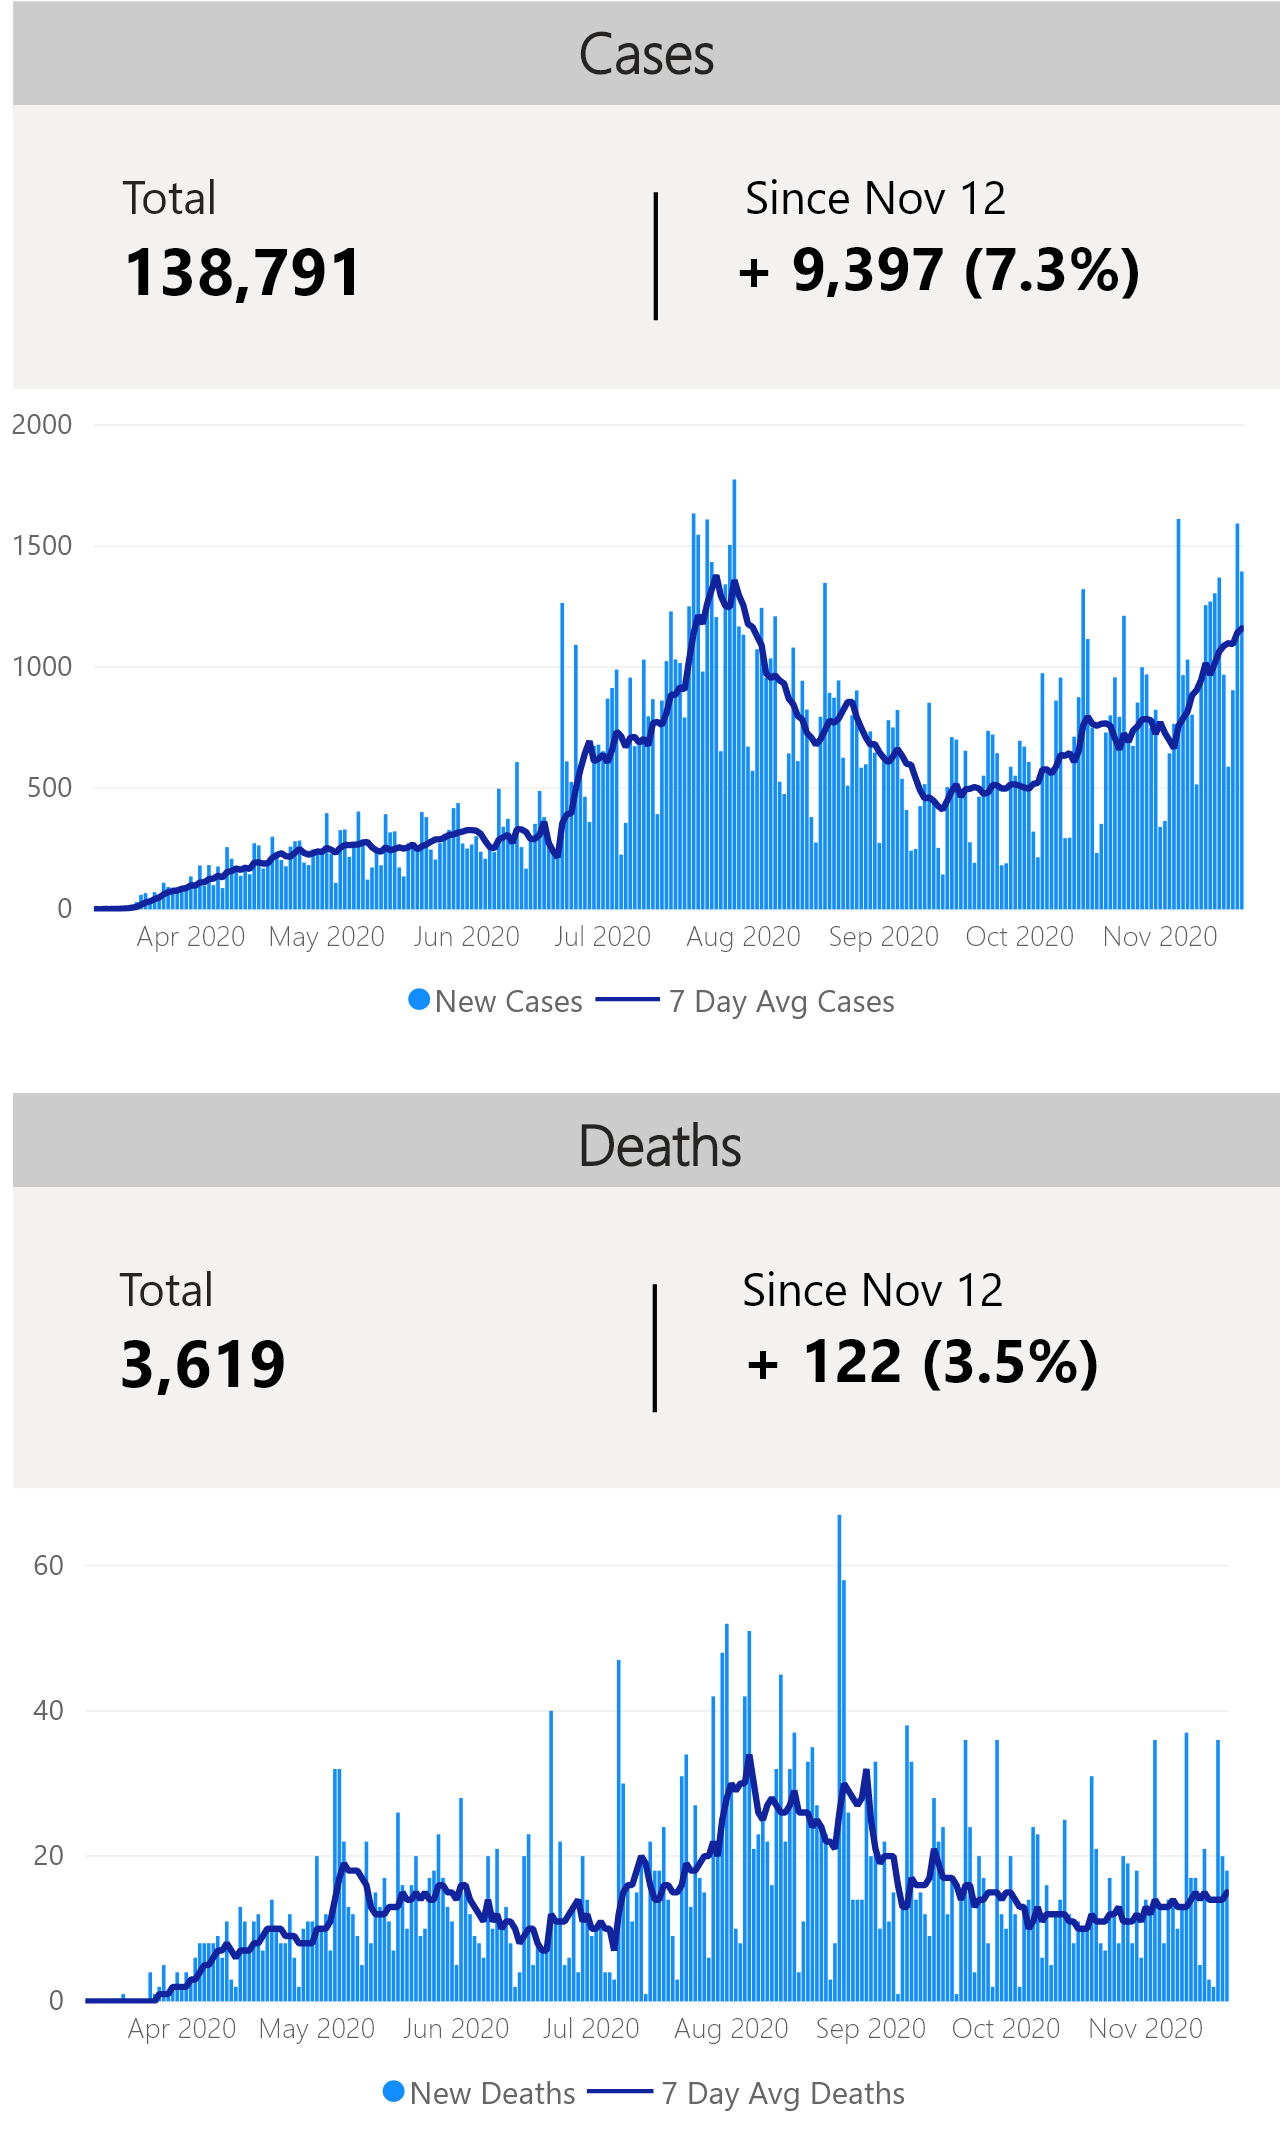 Cases
Total
Since Nov 12
138,791
+ 9,397 (7.3%)
2000
1500
1000
500
0
Apr 2020 May 2020 Jun 2020 Jul 2020 Aug 2020 Sep 2020 Oct 2020 Nov 2020
New Cases 7 Day Avg Cases
Deaths
Total
Since Nov 12
3,619
+ 122 (3.5%)
60
40
20
0
Apr 2020 May 2020 Jun 2020 Jul 2020 Aug 2020 Sep 2020 Oct 2020 Nov 2020
New Deaths 7 Day Avg Deaths